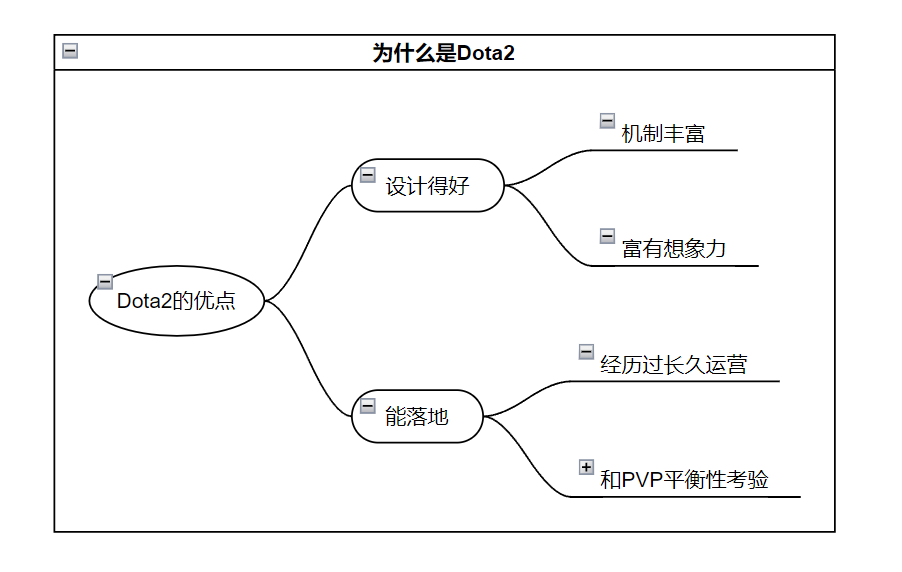 为什么是Dota2
机制丰富
设计得好
富有想象力
Dota2的优点
经历过长久运营
能落地
和PVP平衡性考验